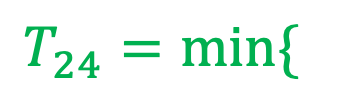 T₂₄ = min{